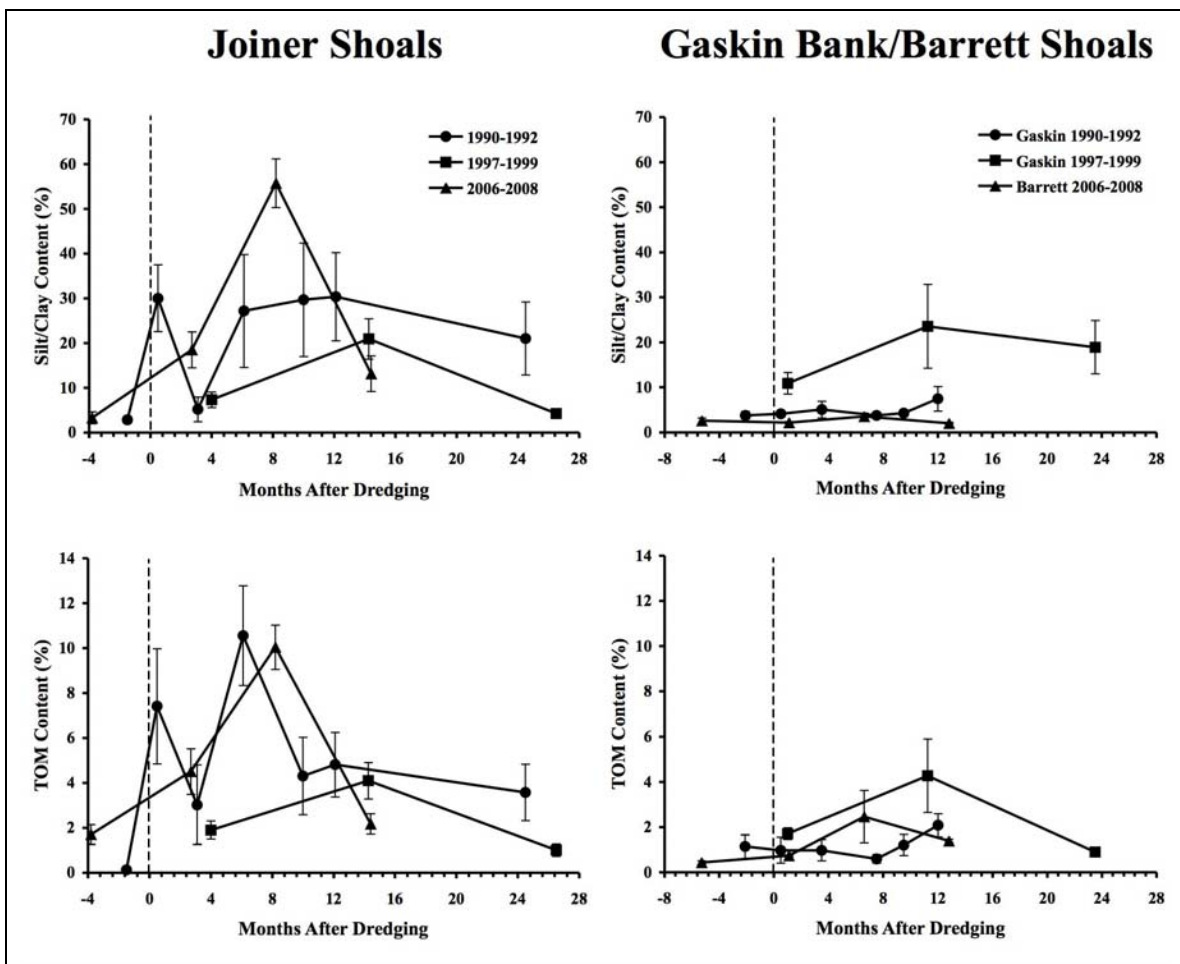 Joiner Shoals
Gaskin Bank/Barrett Shoals
Silt/Clay Content (%)
70
60
50
40
30
20
10
0
1990-1992
1997-1999
2006-2008
-4 0 4 8 12 16 20 24 28
Months After Dredging
Silt/Clay Content (%)
70
60
50
40
30
20
10
0
Gaskin 1990-1992
Gaskin 1997-1999
Barrett 2006-2008
-8 -4 0 4 8 12 16 20 24 28
Months After Dredging
TOM Content (%)
14
12
10
8
6
4
2
0
-4 0 4 8 12 16 20 24 28
Months After Dredging
TOM Content (%)
14
12
10
8
6
4
2
0
-8 -4 0 4 8 12 16 20 24 28
Months After Dredging